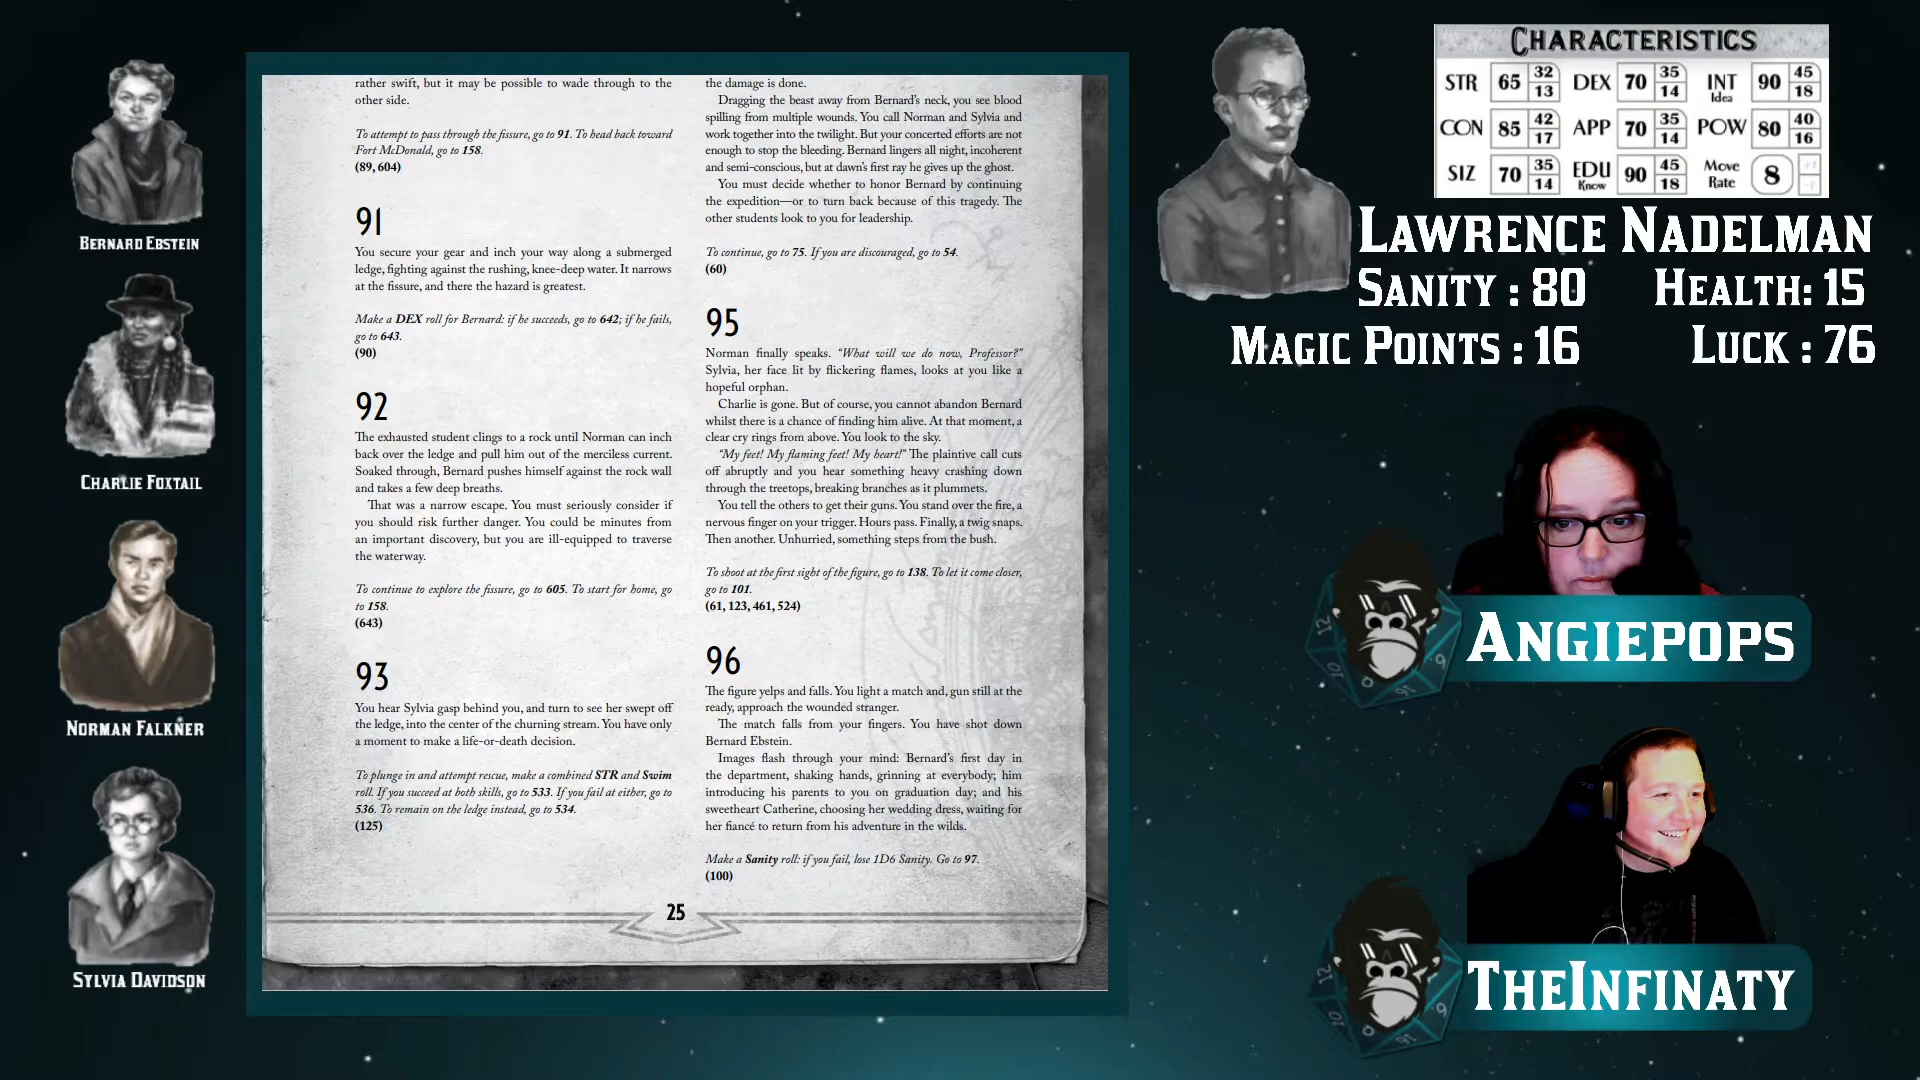 BERNARD EBSTEIN
CHARLIE FOXTAIL
NORMAN FALKNER
SYLVIA DAVIDSON
rather swift, but it may be possible to wade through to the
other side.
To attempt to pass through the fissure, go to 91. To head back toward
Fort McDonald, go to 158.
(89, 604)
91
You secure your gear and inch your way along a submerged
ledge, fighting against the rushing, knee-deep water. It narrows
at the fissure, and there the hazard is greatest.
Make a DEX roll for Bernard: if he succeeds, go to 642; if he fails,
go to 643.
(90)
92
The exhausted student clings to a rock until Norman can inch
back over the ledge and pull him out of the merciless current.
Soaked through, Bernard pushes himself against the rock wall
and takes a few deep breaths.
That was a narrow escape. You must seriously consider if
you should risk further danger. You could be minutes from
an important discovery, but you are ill-equipped to traverse
the waterway.
To continue to explore the fissure, go to 605. To start for home, go
to 158.
(643)
93
You hear Sylvia gasp behind you, and turn to see her swept off
the ledge, into the center of the churning stream. You have only
a moment to make a life-or-death decision.
To plunge in and attempt rescue, make a combined STR and Swim
roll. If you succeed at both skills, go to 533. If you fail at either, go to
536. To remain on the ledge instead, go to 534.
(125)
the damage is done.
Dragging the beast away from Bernard's neck, you see blood
spilling from multiple wounds. You call Norman and Sylvia and
work together into the twilight. But your concerted efforts are not
enough to stop the bleeding. Bernard lingers all night, incoherent
and semi-conscious, but at dawn's first ray he gives up the ghost.
You must decide whether to honor Bernard by continuing
the expedition—or to turn back because of this tragedy. The
other students look to you for leadership.
To continue, go to 75. If you are discouraged, go to 54.
(60)
95
Norman finally speaks. "What will we do now, Professor?"
Sylvia, her face lit by flickering flames, looks at you like a
hopeful orphan.
Charlie is gone. But of course, you cannot abandon Bernard
whilst there is a chance of finding him alive. At that moment, a
clear cry rings from above. You look to the sky.
"My feet! My flaming feet! My heart!" The plaintive call cuts
off abruptly and you hear something heavy crashing down
through the treetops, breaking branches as it plummets.
You tell the others to get their guns. You stand over the fire, a
nervous finger on your trigger. Hours pass. Finally, a twig snaps.
Then another. Unhurried, something steps from the bush.
To shoot at the first sight of the figure, go to 138. To let it come closer,
go to 101.
(61, 123, 461, 524)
96
The figure yelps and falls. You light a match and, gun still at the
ready, approach the wounded stranger.
The match falls from your fingers. You have shot down
Bernard Ebstein.
Images flash through your mind: Bernard's first day in
the department, shaking hands, grinning at everybody; him
introducing his parents to you on graduation day; and his
sweetheart Catherine, choosing her wedding dress, waiting for
her fiancé to return from his adventure in the wilds.
Make a Sanity roll: if you fail, lose 1D6 Sanity. Go to 97.
(100)
25
CHARACTERISTICS
STR 65 32 13 DEX 70 35 14 INT Idea 90 45 18
CON 85 42 17 APP 70 35 14 POW 80 40 16
SIZ 70 35 14 EDU Know 90 45 18 Move Rate 8 +1 -1
LAWRENCE NADELMAN
SANITY : 80 HEALTH: 15
MAGIC POINTS : 16 LUCK : 76
12
10
0
16
9
ANGIEPOPS
12
10
0
16
9
THEINFINATY